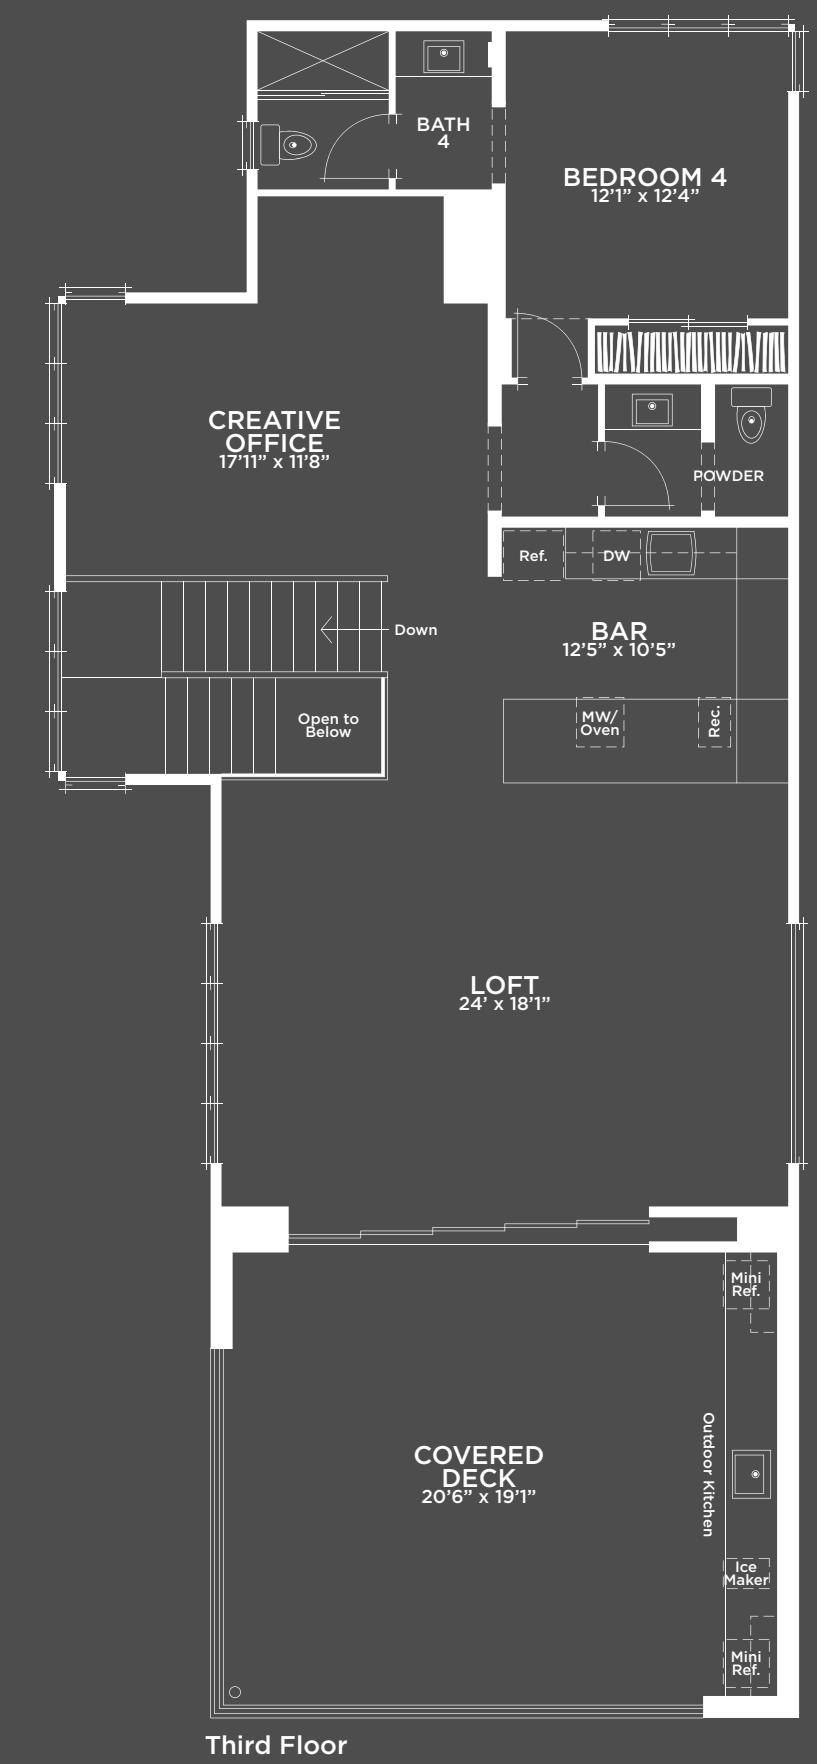 BATH
4
BEDROOM 4
12’1” x 12’4”
CREATIVE
OFFICE
17’11” x 11’8”
POWDER
Ref.
DW
Down
BAR
12’5” x 10’5”
Open to
Below
MW/
Oven
Rec.
LOFT
24’ x 18’1”
Mini
Ref.
Outdoor Kitchen
COVERED
DECK
20’6” x 19’1”
Ice
Maker
Mini
Ref.
Third Floor